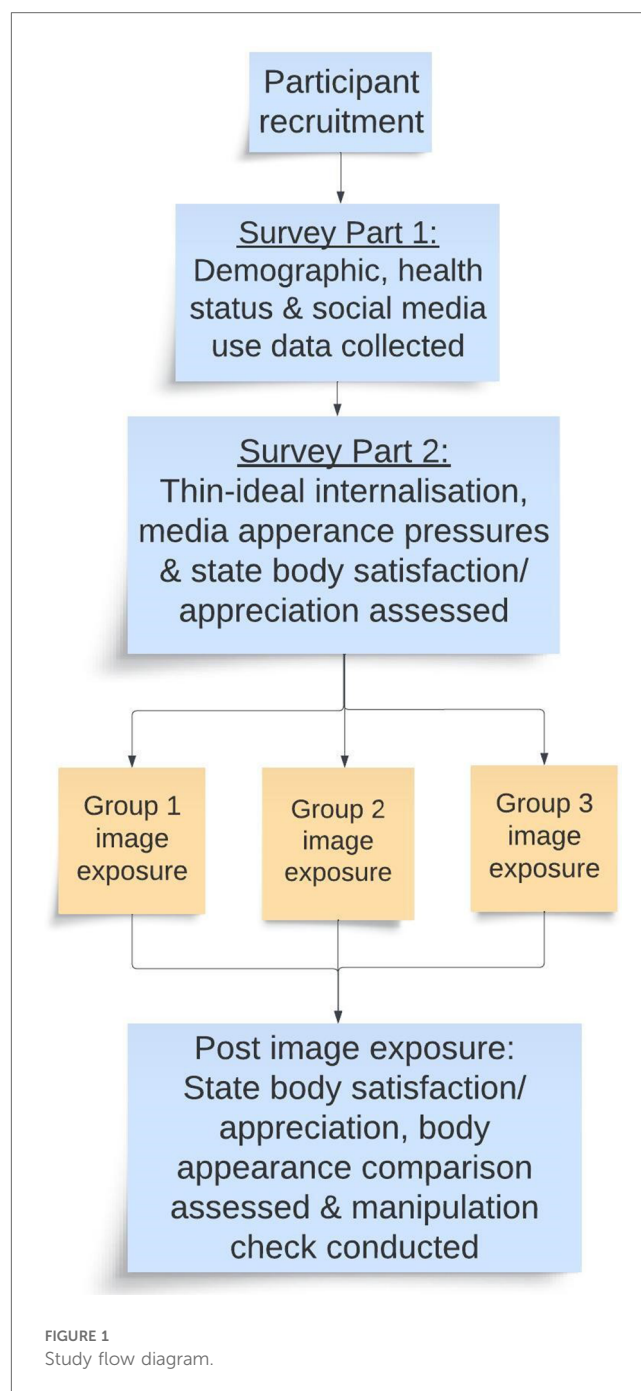 Participant
recruitment
Survey Part 1:
Demographic, health
status & social media
use data collected
Survey Part 2:
Thin-ideal internalisation,
media apperance pressures
& state body satisfaction/
appreciation assessed
Group 1
image
exposure
Group 2
image
exposure
Group 3
image
exposure
Post image exposure:
State body satisfaction/
appreciation, body
appearance comparison
assessed & manipulation
check conducted
FIGURE 1
Study flow diagram.